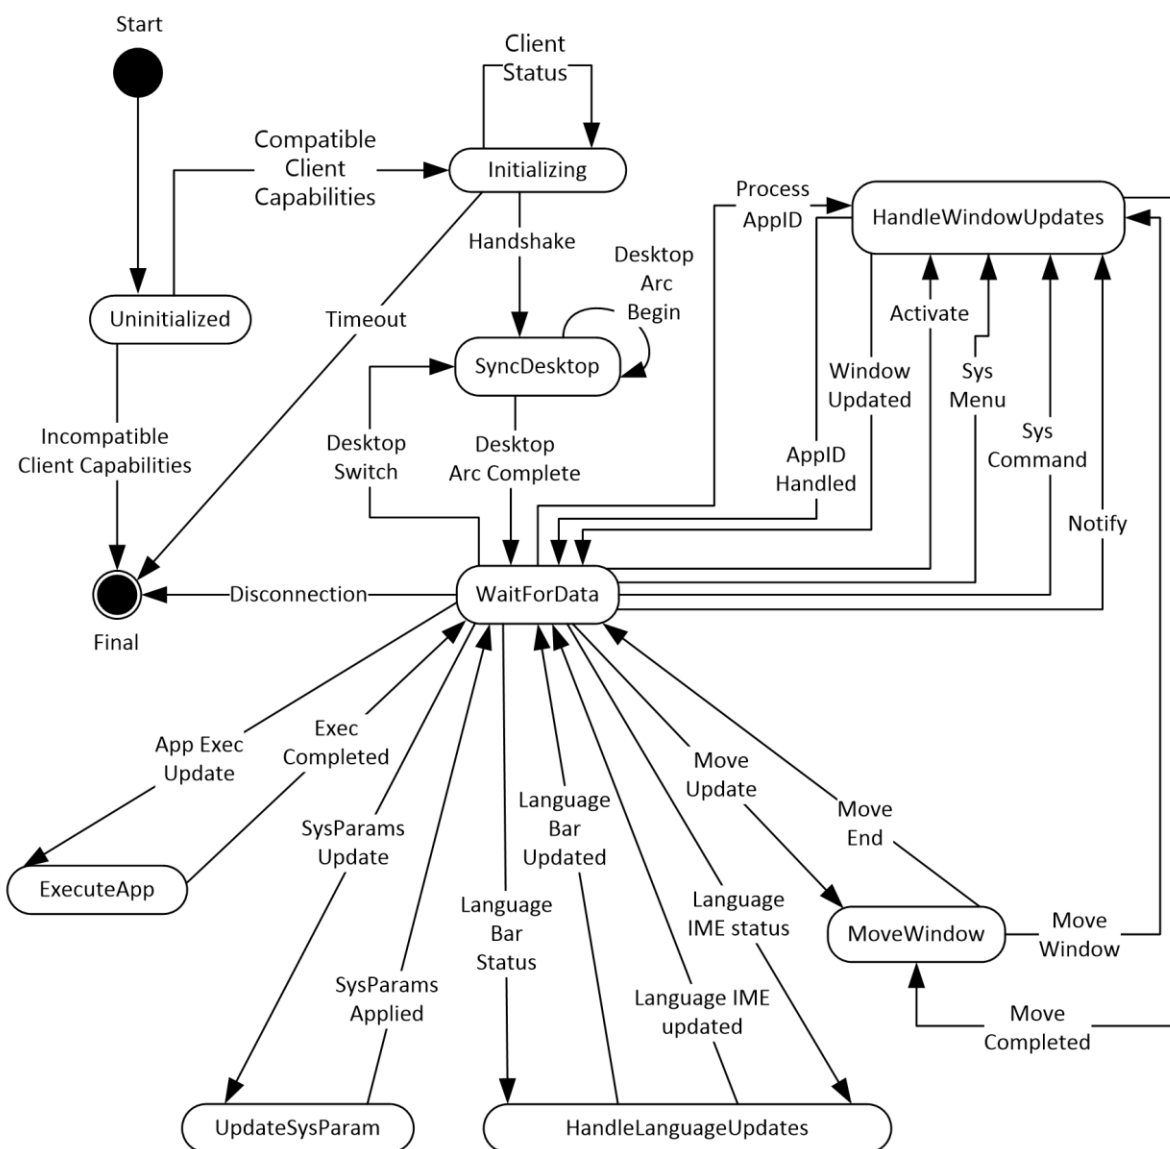 Start
Client
Status
Compatible
Client
Capabilities
Initializing
Process
AppID
HandleWindowUpdates
Handshake
Desktop
Arc
Begin
Uninitialized
Timeout
Activate
SyncDesktop
Window
Updated
Sys
Menu
Incompatible
Client Capabilities
Desktop
Switch
Desktop
Arc Complete
AppID
Handled
Sys
Command
Notify
Disconnection
WaitForData
Final
App Exec
Update
Exec
Completed
SysParams
Update
Language
Bar
Updated
Move
Update
Move
End
ExecuteApp
Language
Bar
Status
Language
IME status
MoveWindow
Move
Window
SysParams
Applied
Language IME
updated
Move
Completed
UpdateSysParam
HandleLanguageUpdates